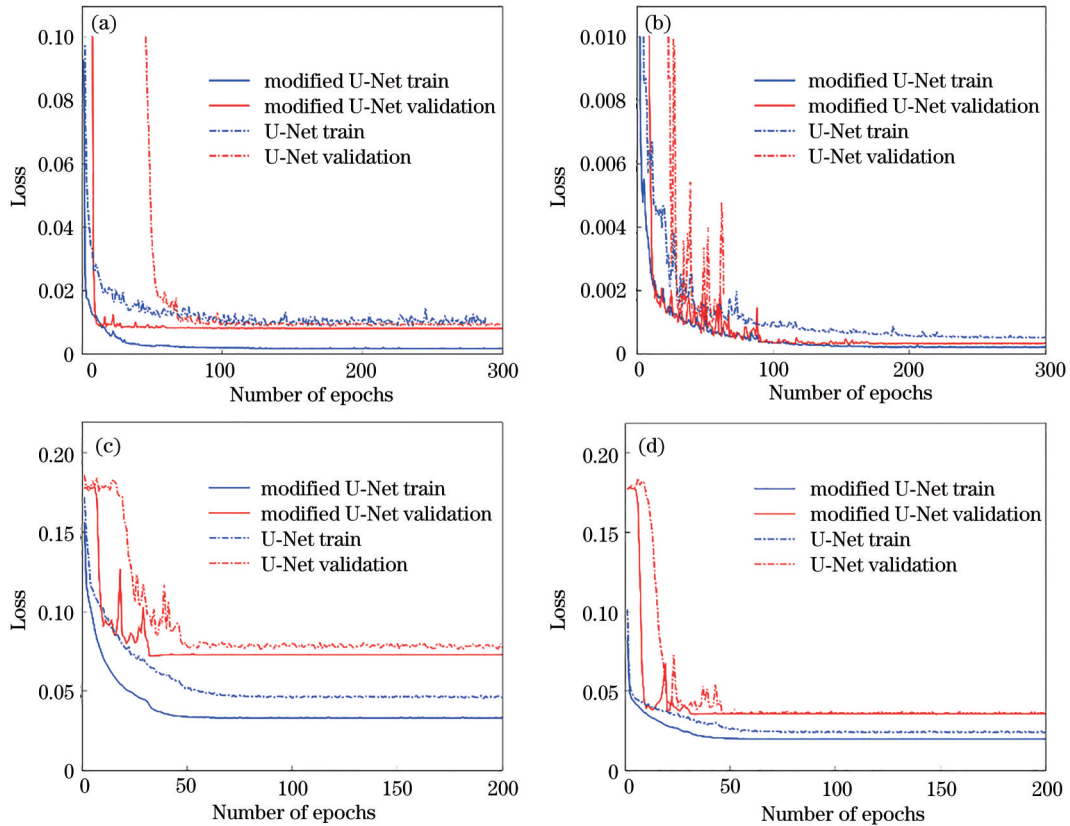 (a)
0.10
0.08
0.06
0.04
0.02
0
Loss
modified U-Net train
modified U-Net validation
U-Net train
U-Net validation
0 100 200 300
Number of epochs
(b)
0.010
0.008
0.006
0.004
0.002
0
Loss
modified U-Net train
modified U-Net validation
U-Net train
U-Net validation
0 100 200 300
Number of epochs
(c)
0.20
0.15
0.10
0.05
0
Loss
modified U-Net train
modified U-Net validation
U-Net train
U-Net validation
0 50 100 150 200
Number of epochs
(d)
0.20
0.15
0.10
0.05
0
Loss
modified U-Net train
modified U-Net validation
U-Net train
U-Net validation
0 50 100 150 200
Number of epochs